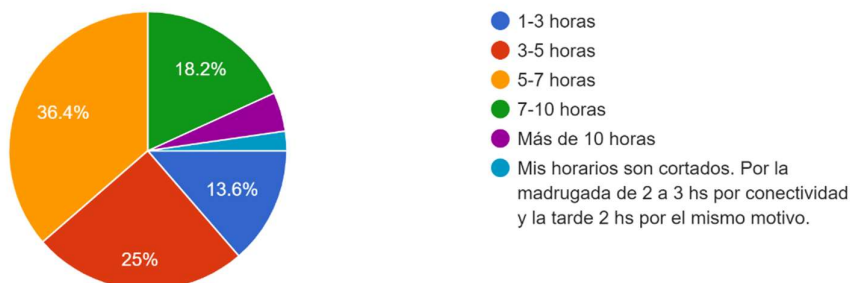 18.2%
36.4%
13.6%
25%
1-3 horas
3-5 horas
5-7 horas
7-10 horas
Más de 10 horas
Mis horarios son cortados. Por la
madrugada de 2 a 3 hs por conectividad
y la tarde 2 hs por el mismo motivo.